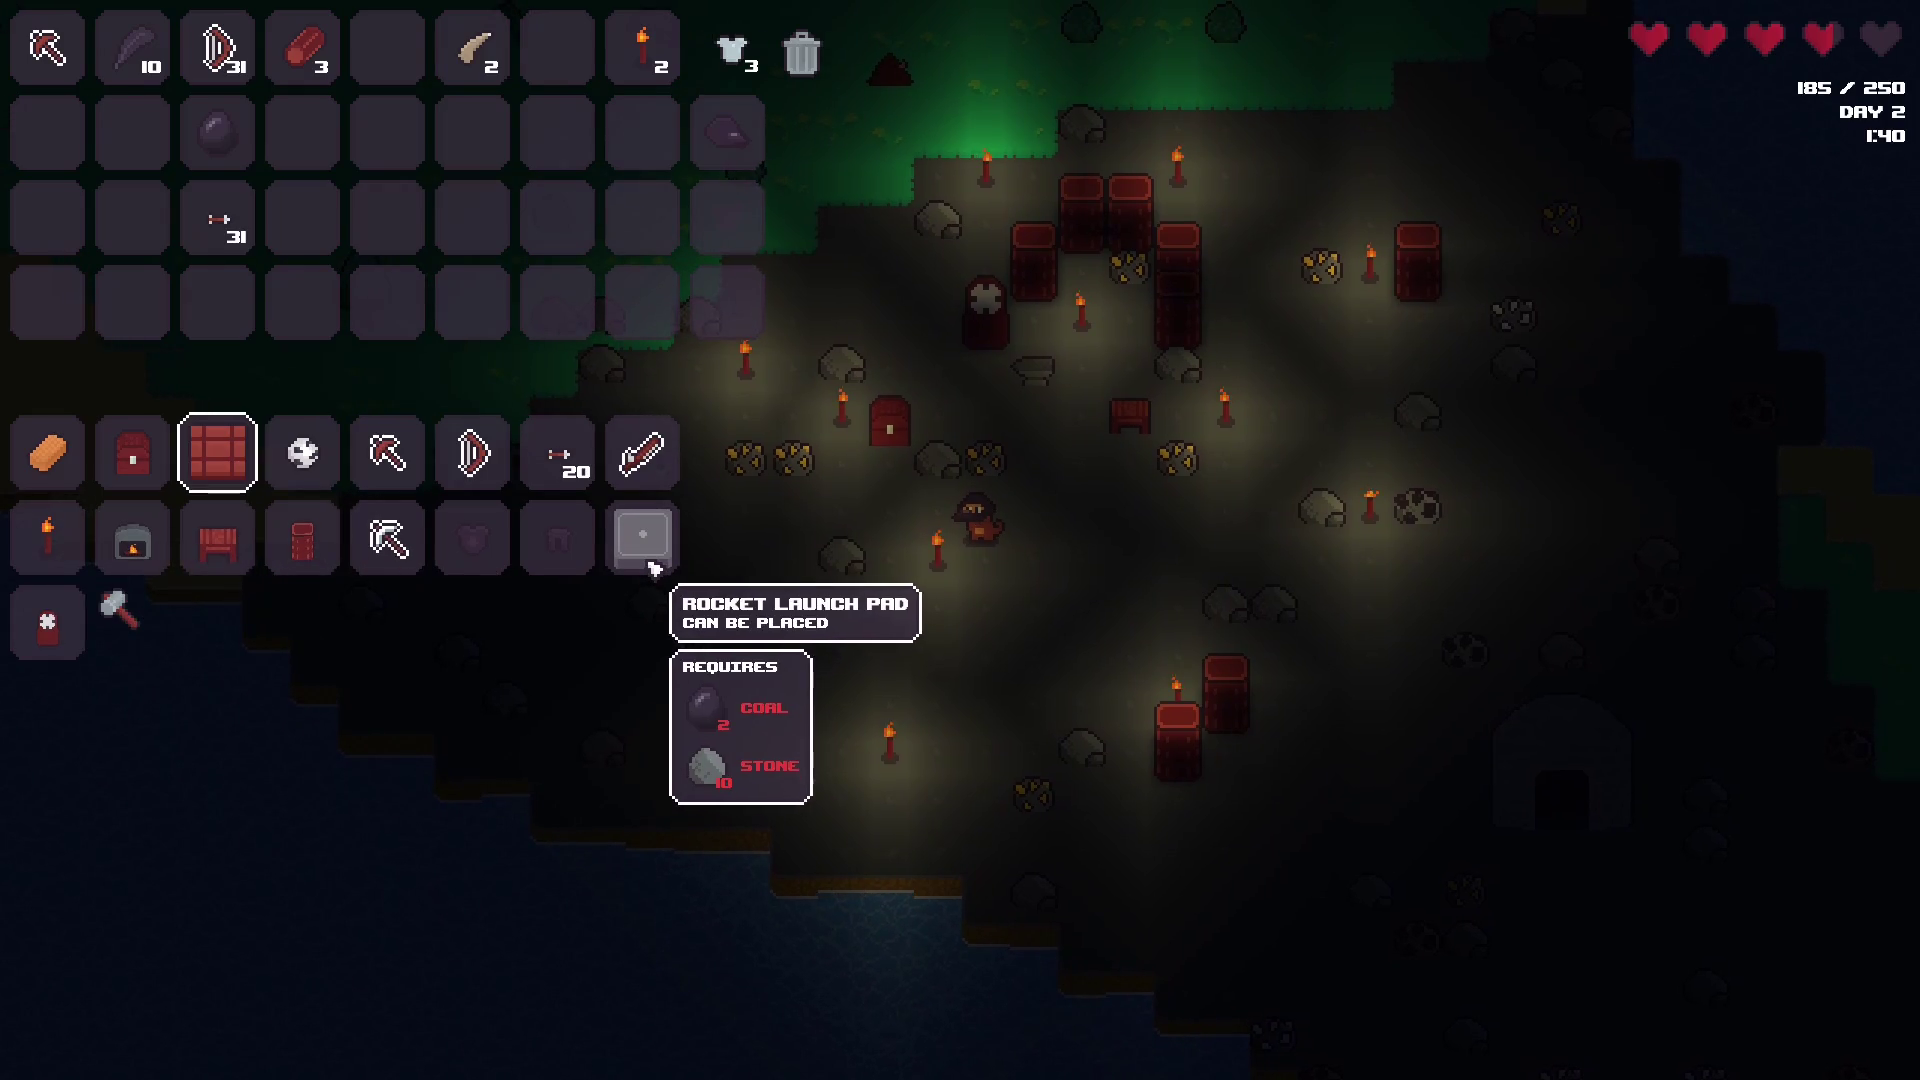 10
31
3
2
2
3
31
185 / 250
DAY 2
1:40
20
ROCKET LAUNCH PAD
CAN BE PLACED
REQUIRES
2 COAL
10 STONE